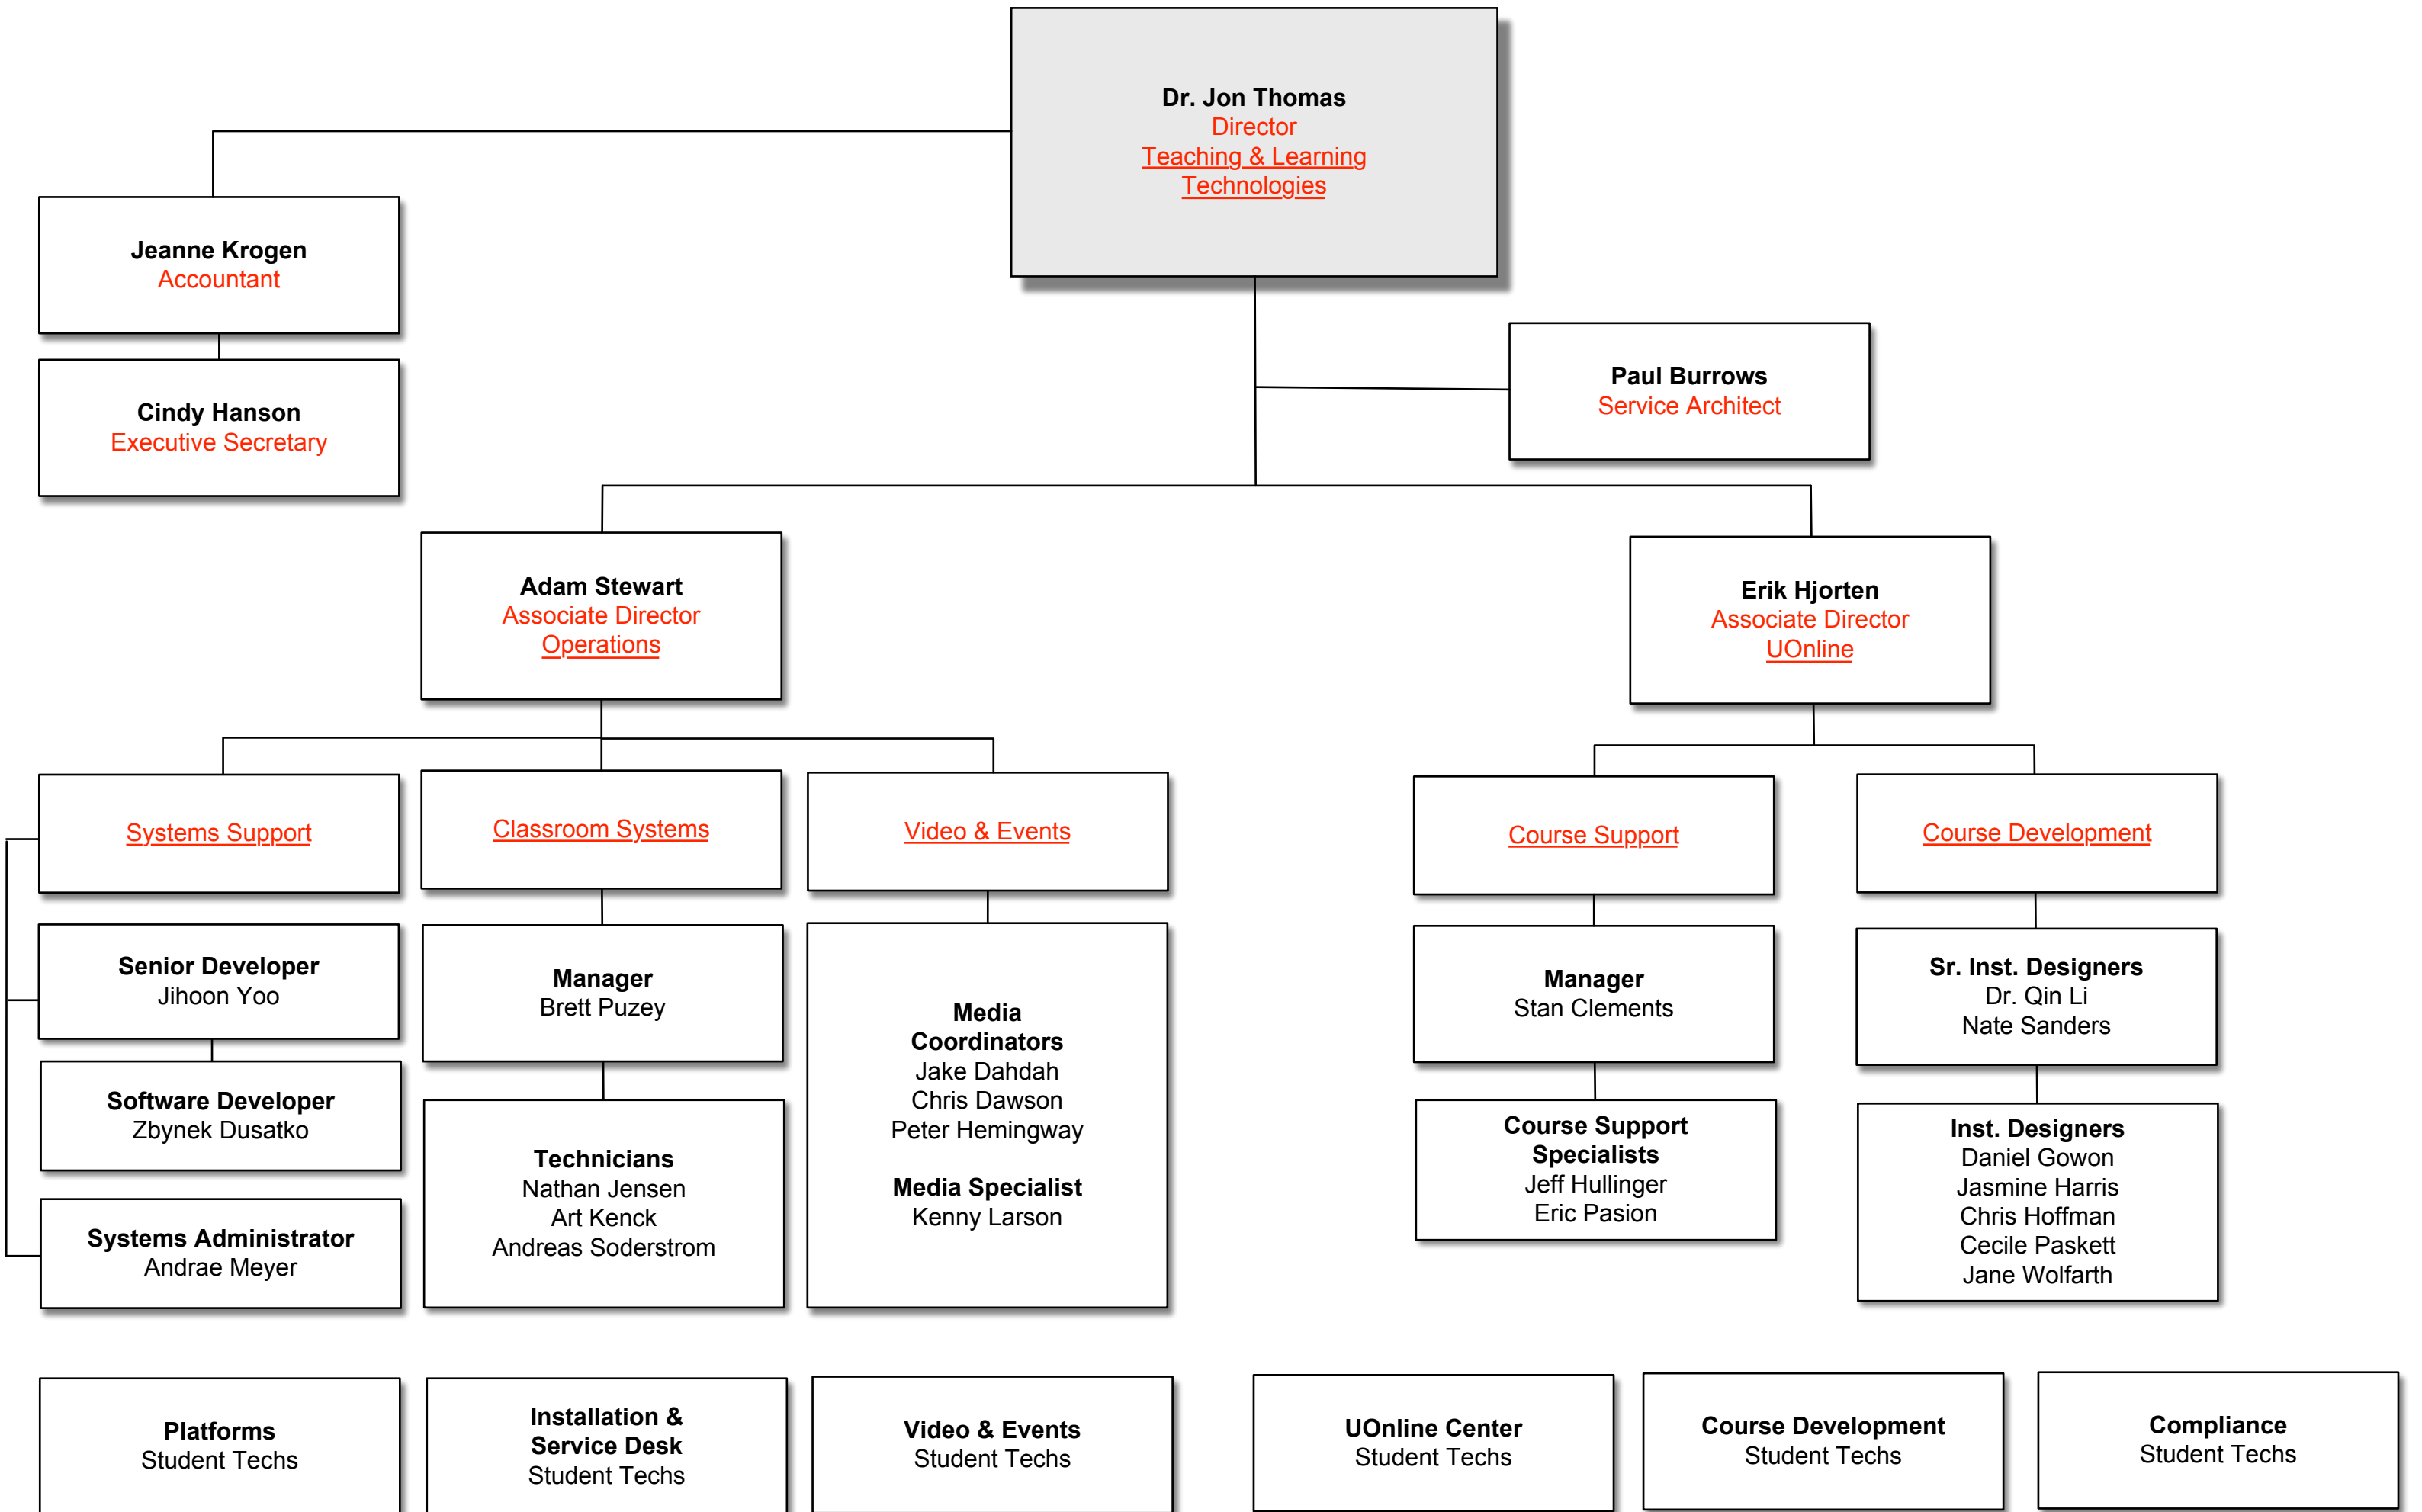 Dr. Jon Thomas
Director
Teaching & Learning
Technologies
Jeanne Krogen
Accountant
Cindy Hanson
Executive Secretary
Paul Burrows
Service Architect
Adam Stewart
Associate Director
Operations
Erik Hjorten
Associate Director
UOnline
Systems Support
Classroom Systems
Video & Events
Course Support
Course Development
Senior Developer
Jihoon Yoo
Software Developer
Zbynek Dusatko
Systems Administrator
Andrae Meyer
Manager
Brett Puzey
Technicians
Nathan Jensen
Art Kenck
Andreas Soderstrom
Media
Coordinators
Jake Dahdah
Chris Dawson
Peter Hemingway
Media Specialist
Kenny Larson
Manager
Stan Clements
Course Support
Specialists
Jeff Hullinger
Eric Pasion
Sr. Inst. Designers
Dr. Qin Li
Nate Sanders
Inst. Designers
Daniel Gowon
Jasmine Harris
Chris Hoffman
Cecile Paskett
Jane Wolfarth
Platforms
Student Techs
Installation &
Service Desk
Student Techs
Video & Events
Student Techs
UOnline Center
Student Techs
Course Development
Student Techs
Compliance
Student Techs